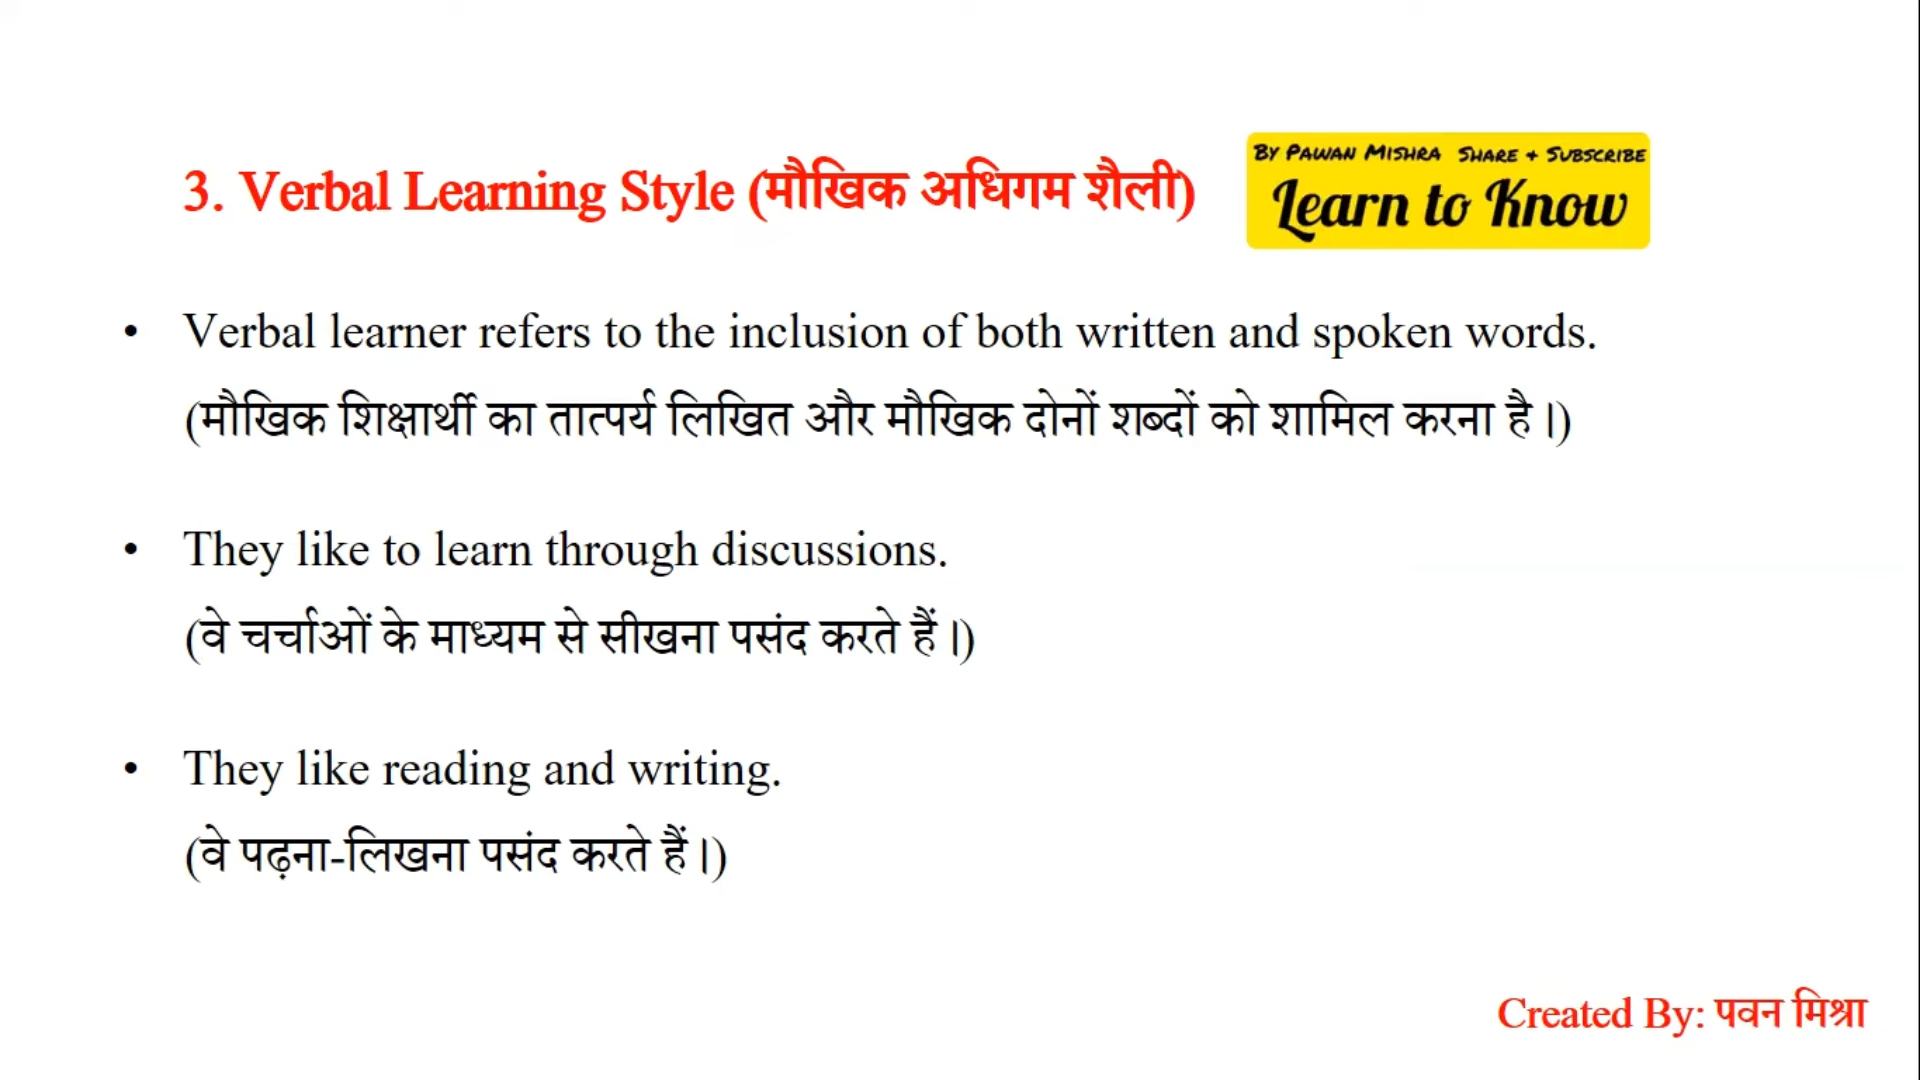 3. Verbal Learning Style (मौखिक अधिगम शैली)
By Pawan Mishra Share + Subscribe
Learn to Know
• Verbal learner refers to the inclusion of both written and spoken words.
(मौखिक शिक्षार्थी का तात्पर्य लिखित और मौखिक दोनों शब्दों को शामिल करना है।)
• They like to learn through discussions.
(वे चर्चाओं के माध्यम से सीखना पसंद करते हैं।)
• They like reading and writing.
(वे पढ़ना-लिखना पसंद करते हैं।)
Created By: पवन मिश्रा